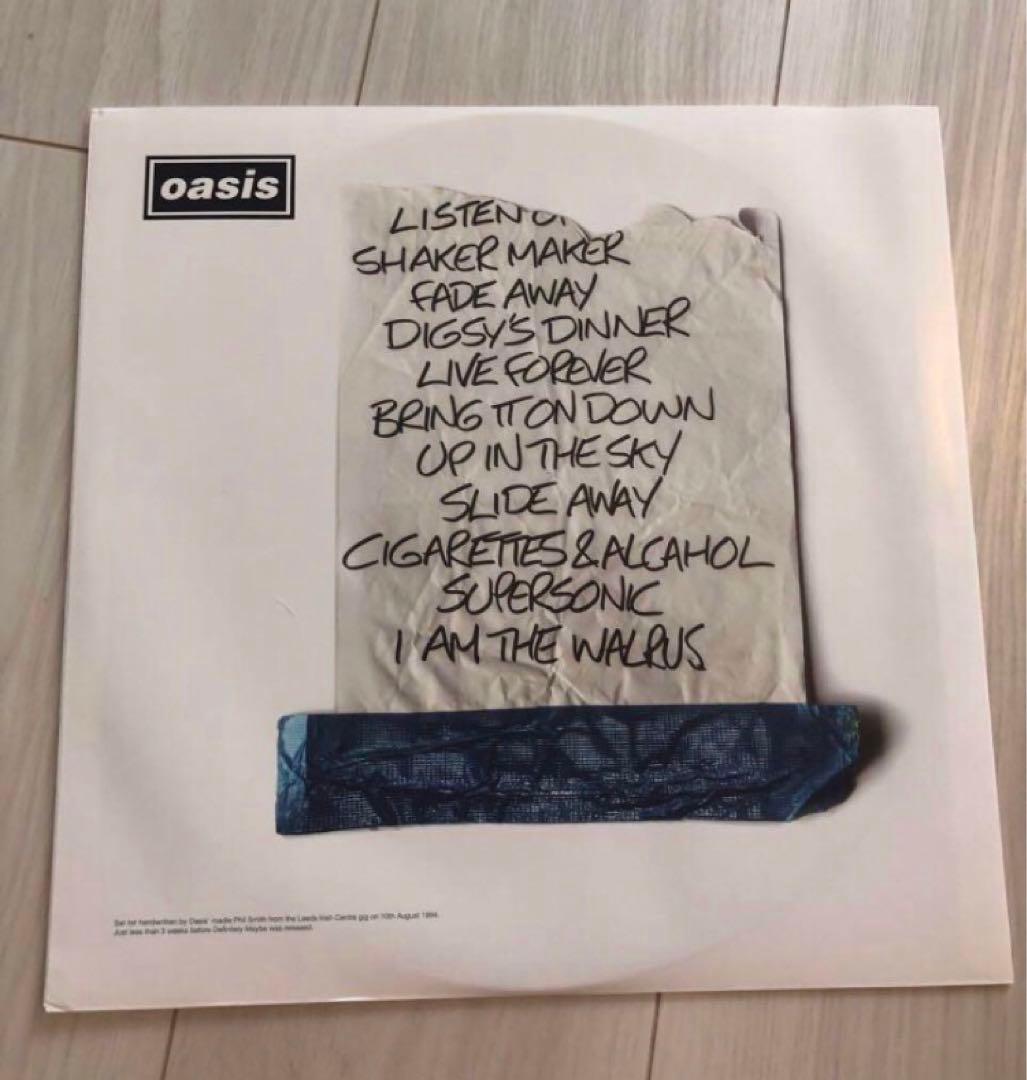 oasis
LISTEN U
SHAKER MAKER
FADE AWAY
DIGSY'S DINNER
LIVE FOREVER
BRING IT ON DOWN
UP IN THE SKY
SLIDE AWAY
CIGARETTES & ALCAHOL
SUPERSONIC
I AM THE WALRUS
Set list handwritten by Oasis' roadie Phil Smith from the Leeds Irish Centre gig on 10th August 1994.
Just less than 3 weeks before Definitely Maybe was released.